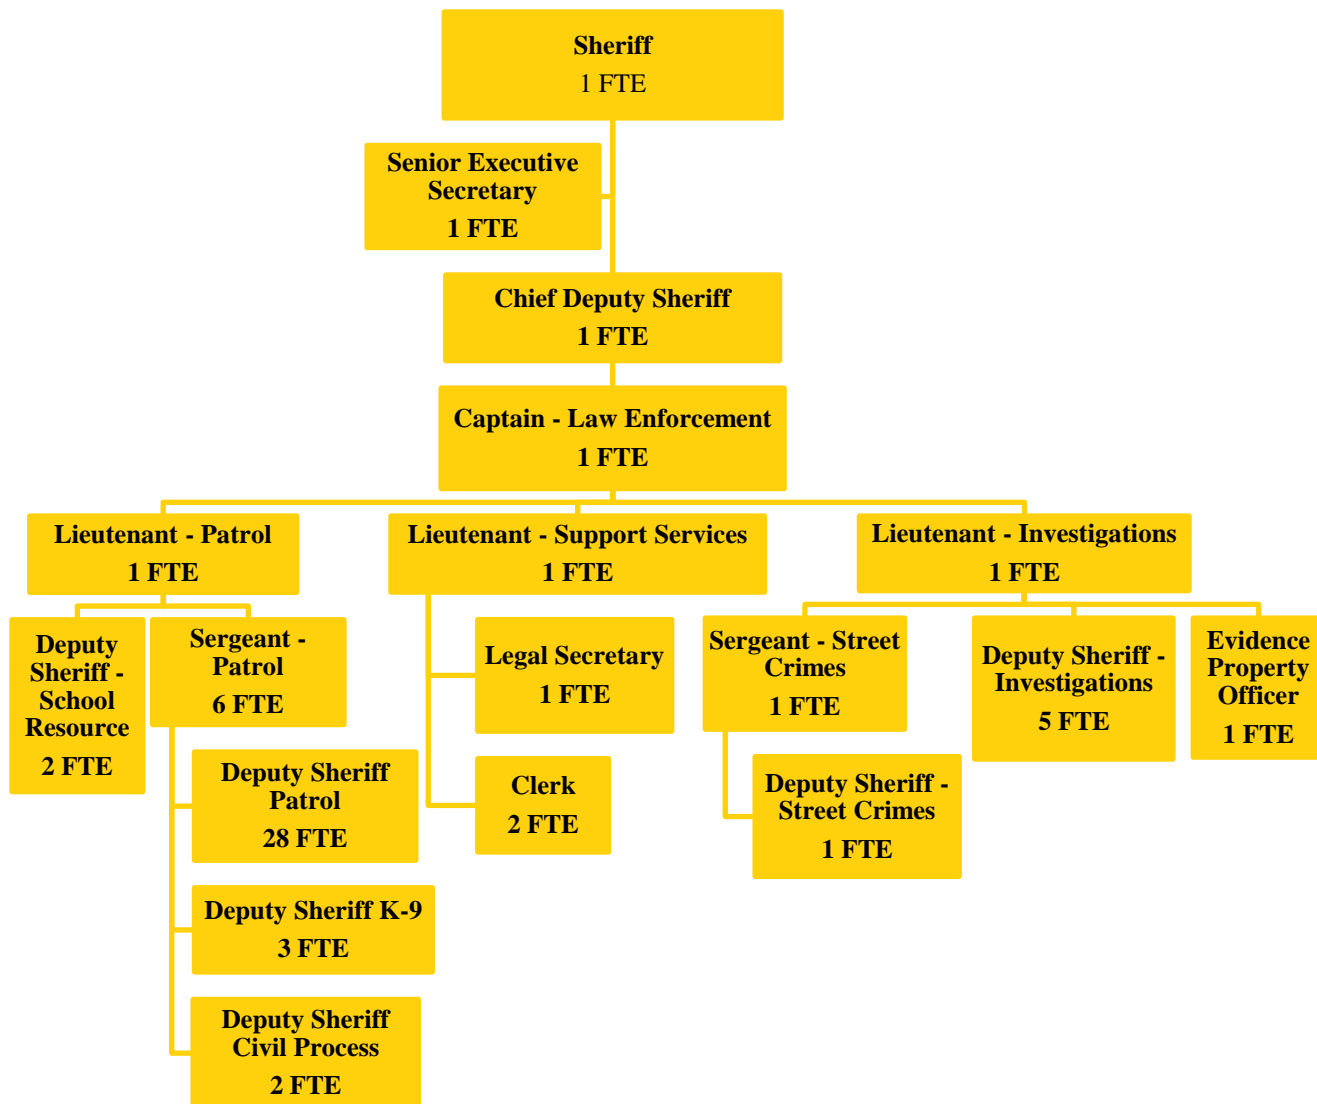 Sheriff
1 FTE
Senior Executive
Secretary
1 FTE
Chief Deputy Sheriff
1 FTE
Captain - Law Enforcement
1 FTE
Lieutenant - Patrol
1 FTE
Lieutenant - Support Services
1 FTE
Lieutenant - Investigations
1 FTE
Deputy
Sheriff -
School
Resource
2 FTE
Sergeant -
Patrol
6 FTE
Deputy Sheriff
Patrol
28 FTE
Deputy Sheriff K-9
3 FTE
Deputy Sheriff
Civil Process
2 FTE
Legal Secretary
1 FTE
Clerk
2 FTE
Sergeant - Street
Crimes
1 FTE
Deputy Sheriff -
Street Crimes
1 FTE
Deputy Sheriff -
Investigations
5 FTE
Evidence
Property
Officer
1 FTE